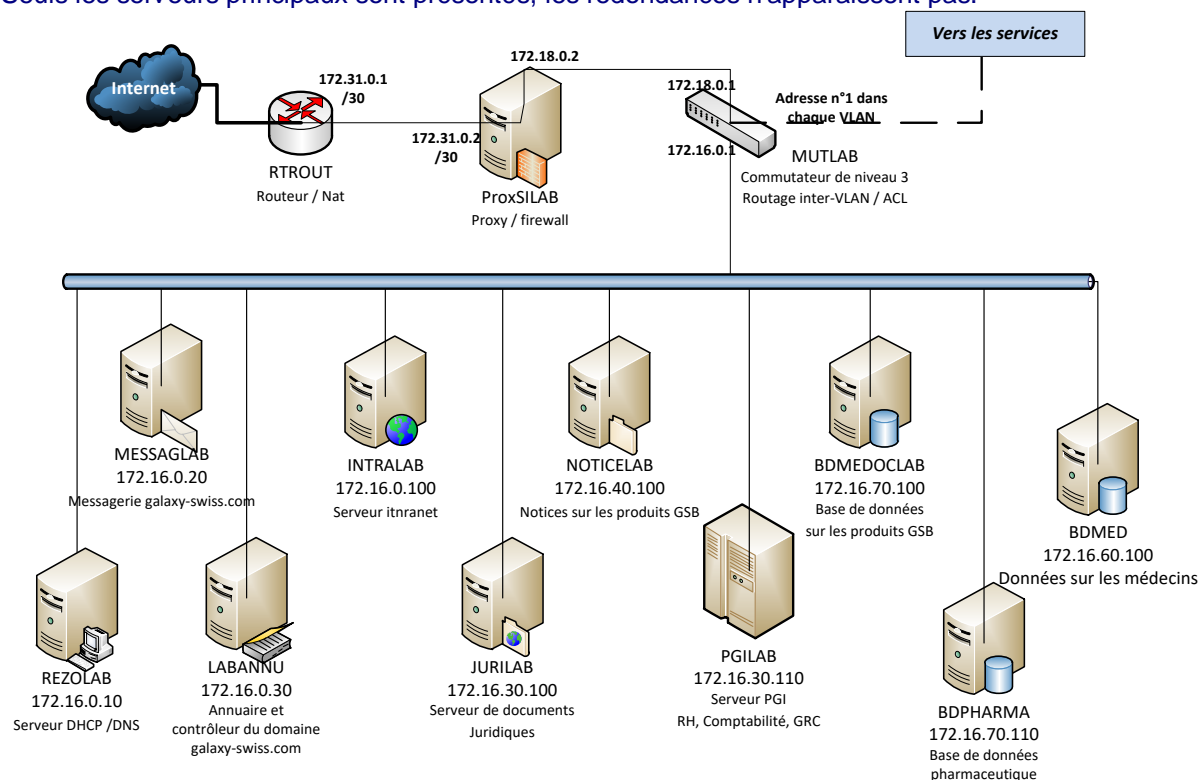 Seuls les serveurs principaux sont présentés, les redondances n'apparaissent pas.
Vers les services
Internet
172.31.0.1
/30
RTROUT
Routeur / Nat
172.31.0.2
/30
172.18.0.2
ProxSILAB
Proxy / firewall
172.18.0.1
172.16.0.1
Adresse n°1 dans
chaque VLAN
MUTLAB
Commutateur de niveau 3
Routage inter-VLAN / ACL
MESSAGLAB
172.16.0.20
Messagerie galaxy-swiss.com
INTRALAB
172.16.0.100
Serveur itnranet
NOTICELAB
172.16.40.100
Notices sur les produits GSB
BDMEDOCLAB
172.16.70.100
Base de données
sur les produits GSB
BDMED
172.16.60.100
Données sur les médecins
REZOLAB
172.16.0.10
Serveur DHCP /DNS
LABANNU
172.16.0.30
Annuaire et
contrôleur du domaine
galaxy-swiss.com
JURILAB
172.16.30.100
Serveur de documents
Juridiques
PGILAB
172.16.30.110
Serveur PGI
RH, Comptabilité, GRC
BDPHARMA
172.16.70.110
Base de données
pharmaceutique